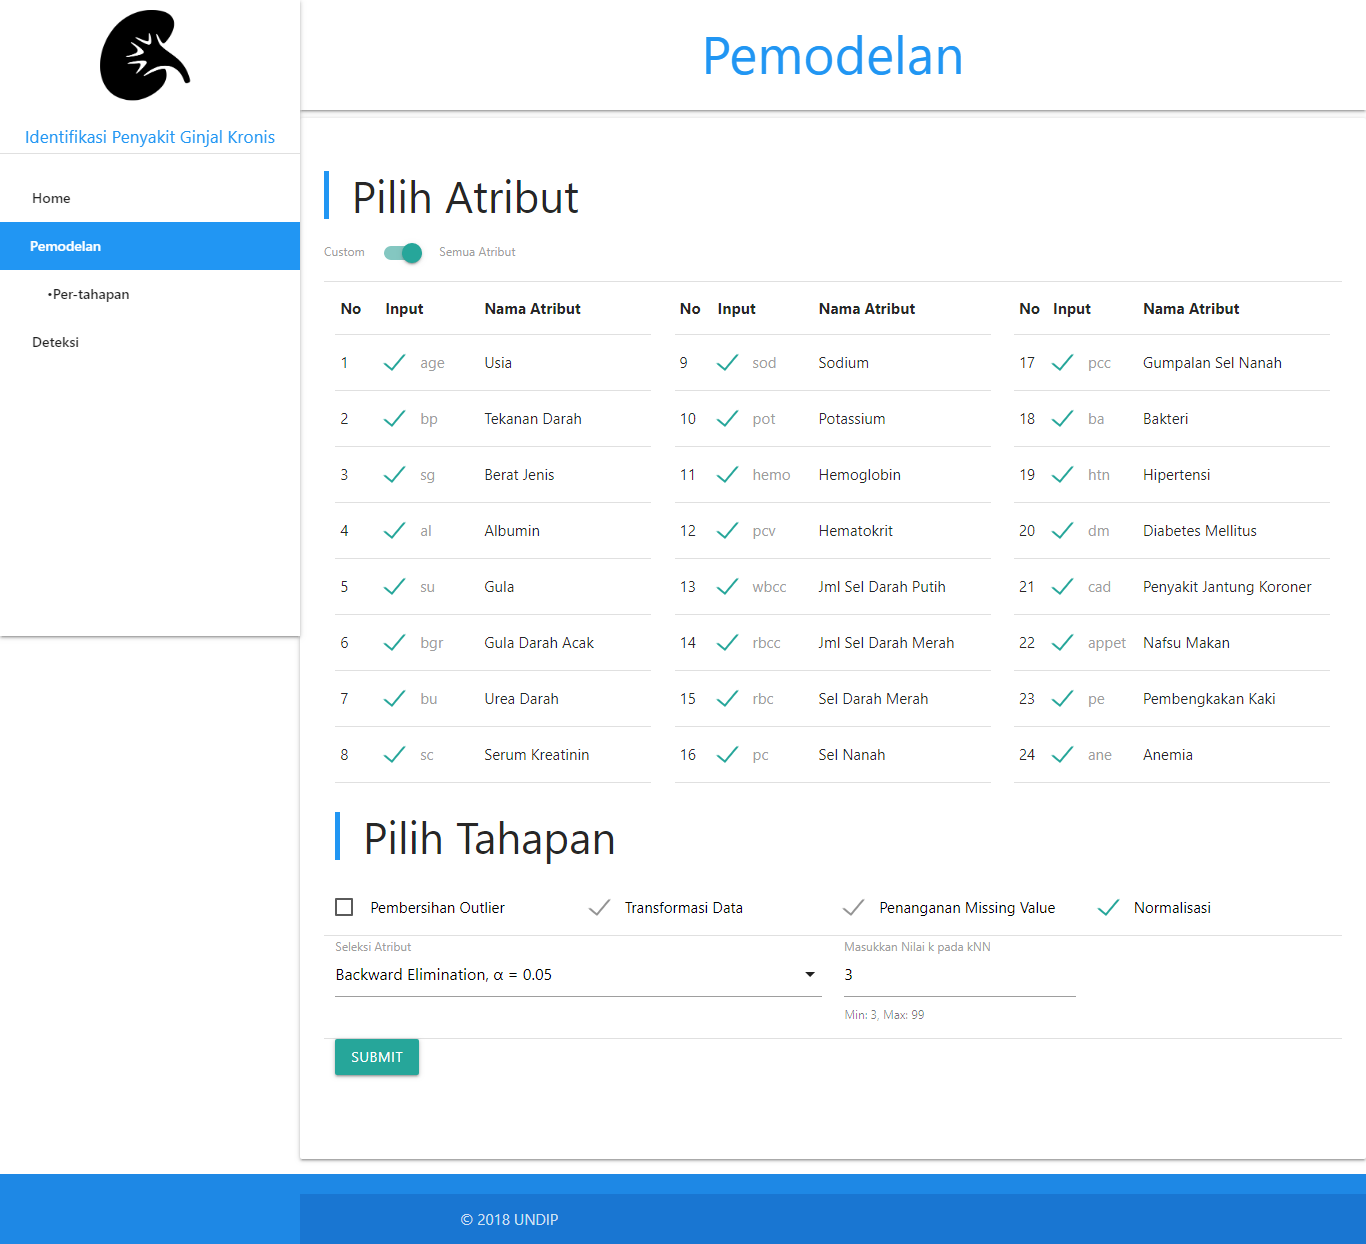 Identifikasi Penyakit Ginjal Kronis
Home
Pemodelan
•Per-tahapan
Deteksi
Pemodelan
Pilih Atribut
Custom Semua Atribut
No Input Nama Atribut No Input Nama Atribut No Input Nama Atribut
1 age Usia 9 sod Sodium 17 pcc Gumpalan Sel Nanah
2 bp Tekanan Darah 10 pot Potassium 18 ba Bakteri
3 sg Berat Jenis 11 hemo Hemoglobin 19 htn Hipertensi
4 al Albumin 12 pcv Hematokrit 20 dm Diabetes Mellitus
5 su Gula 13 wbcc Jml Sel Darah Putih 21 cad Penyakit Jantung Koroner
6 bgr Gula Darah Acak 14 rbcc Jml Sel Darah Merah 22 appet Nafsu Makan
7 bu Urea Darah 15 rbc Sel Darah Merah 23 pe Pembengkakan Kaki
8 sc Serum Kreatinin 16 pc Sel Nanah 24 ane Anemia
Pilih Tahapan
Pembersihan Outlier Transformasi Data Penanganan Missing Value Normalisasi
Seleksi Atribut Masukkan Nilai k pada kNN
Backward Elimination, α = 0.05 3
Min: 3, Max: 99
SUBMIT
© 2018 UNDIP